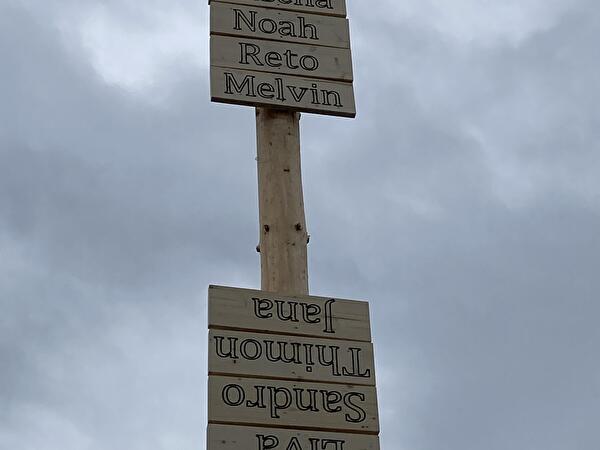 Noah
Reto
Melvin
Jana
Thimon
Sandro